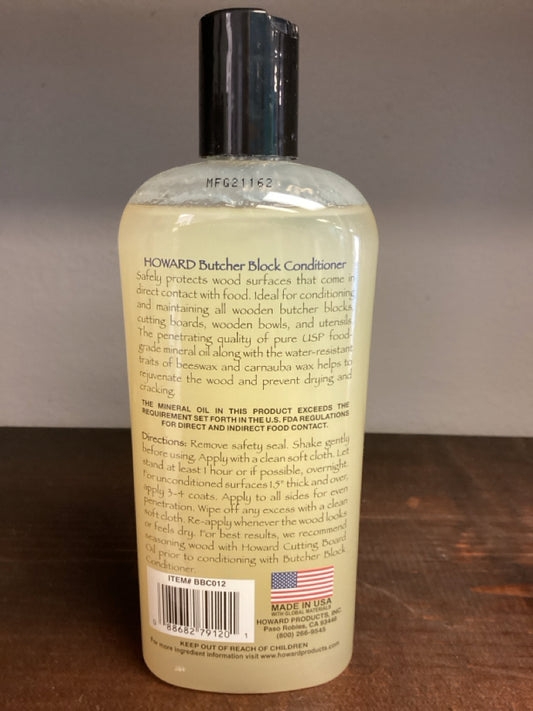 MFG21162
HOWARD Butcher Block Conditioner
Safely protects wood surfaces that come in
direct contact with food. Ideal for conditioning
and maintaining all wooden butcher blocks,
cutting boards, wooden bowls, and utensils.
The penetrating quality of pure USP food-
grade mineral oil along with the water-resistant
traits of beeswax and carnauba wax helps to
rejuvenate the wood and prevent drying and
cracking.
THE MINERAL OIL IN THIS PRODUCT EXCEEDS THE
REQUIREMENT SET FORTH IN THE U.S. FDA REGULATIONS
FOR DIRECT AND INDIRECT FOOD CONTACT.
Directions: Remove safety seal. Shake gently
before using. Apply with a clean soft cloth. Let
stand at least 1 hour or if possible, overnight.
For unconditioned surfaces 1.5" thick and over,
apply 3-4 coats. Apply to all sides for even
penetration. Wipe off any excess with a clean
soft cloth. Re-apply whenever the wood looks
or feels dry. For best results, we recommend
seasoning wood with Howard Cutting Board
Oil prior to conditioning with Butcher Block
Conditioner.
ITEM# BBC012
0 88682 79120 1
MADE IN USA
WITH GLOBAL MATERIALS
HOWARD PRODUCTS, INC.
Paso Robles, CA 93446
(800) 266-9545
KEEP OUT OF REACH OF CHILDREN
For more ingredient information visit www.howardproducts.com